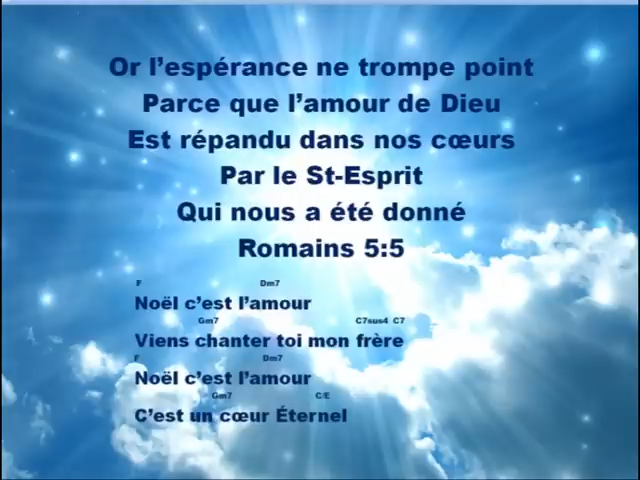 Or l'espérance ne trompe point
Parce que l'amour de Dieu
Est répandu dans nos cœurs
Par le St-Esprit
Qui nous a été donné
Romains 5:5
F Dm7
Noël c'est l'amour
Gm7 C7sus4 C7
Viens chanter toi mon frère
F Dm7
Noël c'est l'amour
Gm7 C/E
C'est un cœur Éternel